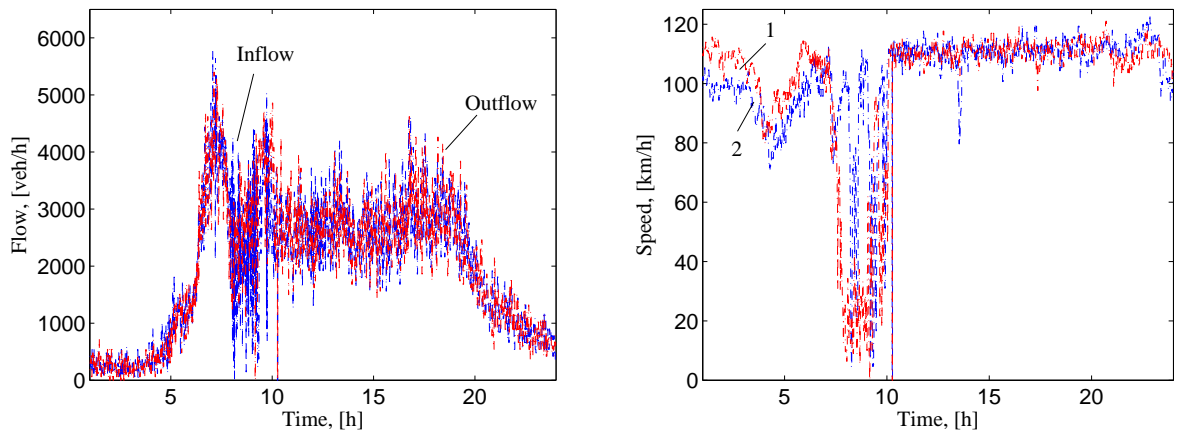 6000
5000
4000
3000
2000
1000
0
Flow, [veh/h]
Inflow
Outflow
5 10 15 20
Time, [h]
120
100
80
60
40
20
0
Speed, [km/h]
1
2
5 10 15 20
Time, [h]